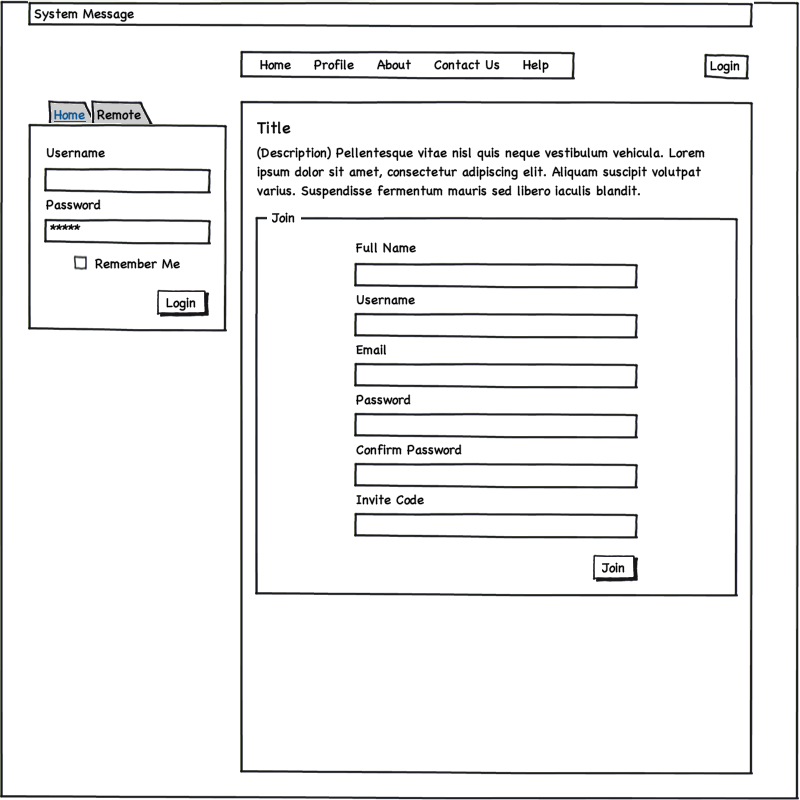 System Message
Home Profile About Contact Us Help
Login
Home Remote
Username
Password
*****
Remember Me
Login
Title
(Description) Pellentesque vitae nisl quis neque vestibulum vehicula. Lorem
ipsum dolor sit amet, consectetur adipiscing elit. Aliquam suscipit volutpat
varius. Suspendisse fermentum mauris sed libero iaculis blandit.
Join
Full Name
Username
Email
Password
Confirm Password
Invite Code
Join